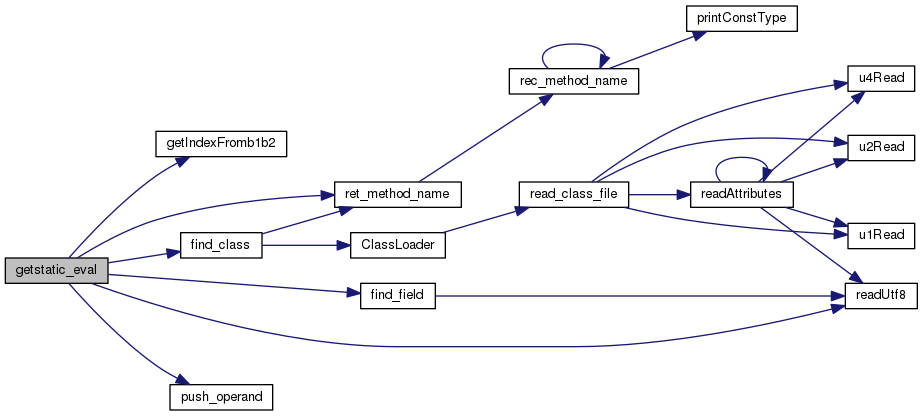 printConstType
rec_method_name
u4Read
getIndexFromb1b2
u2Read
ret_method_name
read_class_file
readAttributes
find_class
ClassLoader
u1Read
getstatic_eval
find_field
readUtf8
push_operand